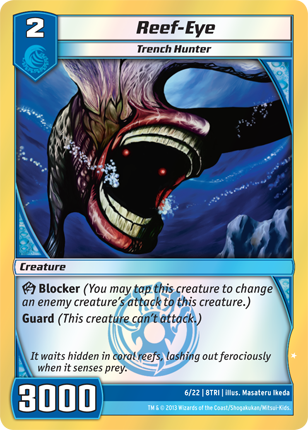 2
Reef-Eye
Trench Hunter
Creature
Blocker (You may tap this creature to change
an enemy creature's attack to this creature.)
Guard (This creature can't attack.)
It waits hidden in coral reefs, lashing out ferociously
when it senses prey.
3000
6/22 | 8TRI | illus. Masateru Ikeda
TM & © 2013 Wizards of the Coast/Shogakukan/Mitsui-Kids.